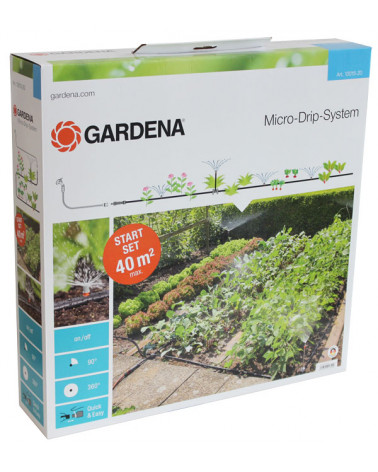 gardena.com
GARDENA
Micro-Drip-System
START
SET
40 m²
max.
on/off
90°
360°
Quick
& Easy